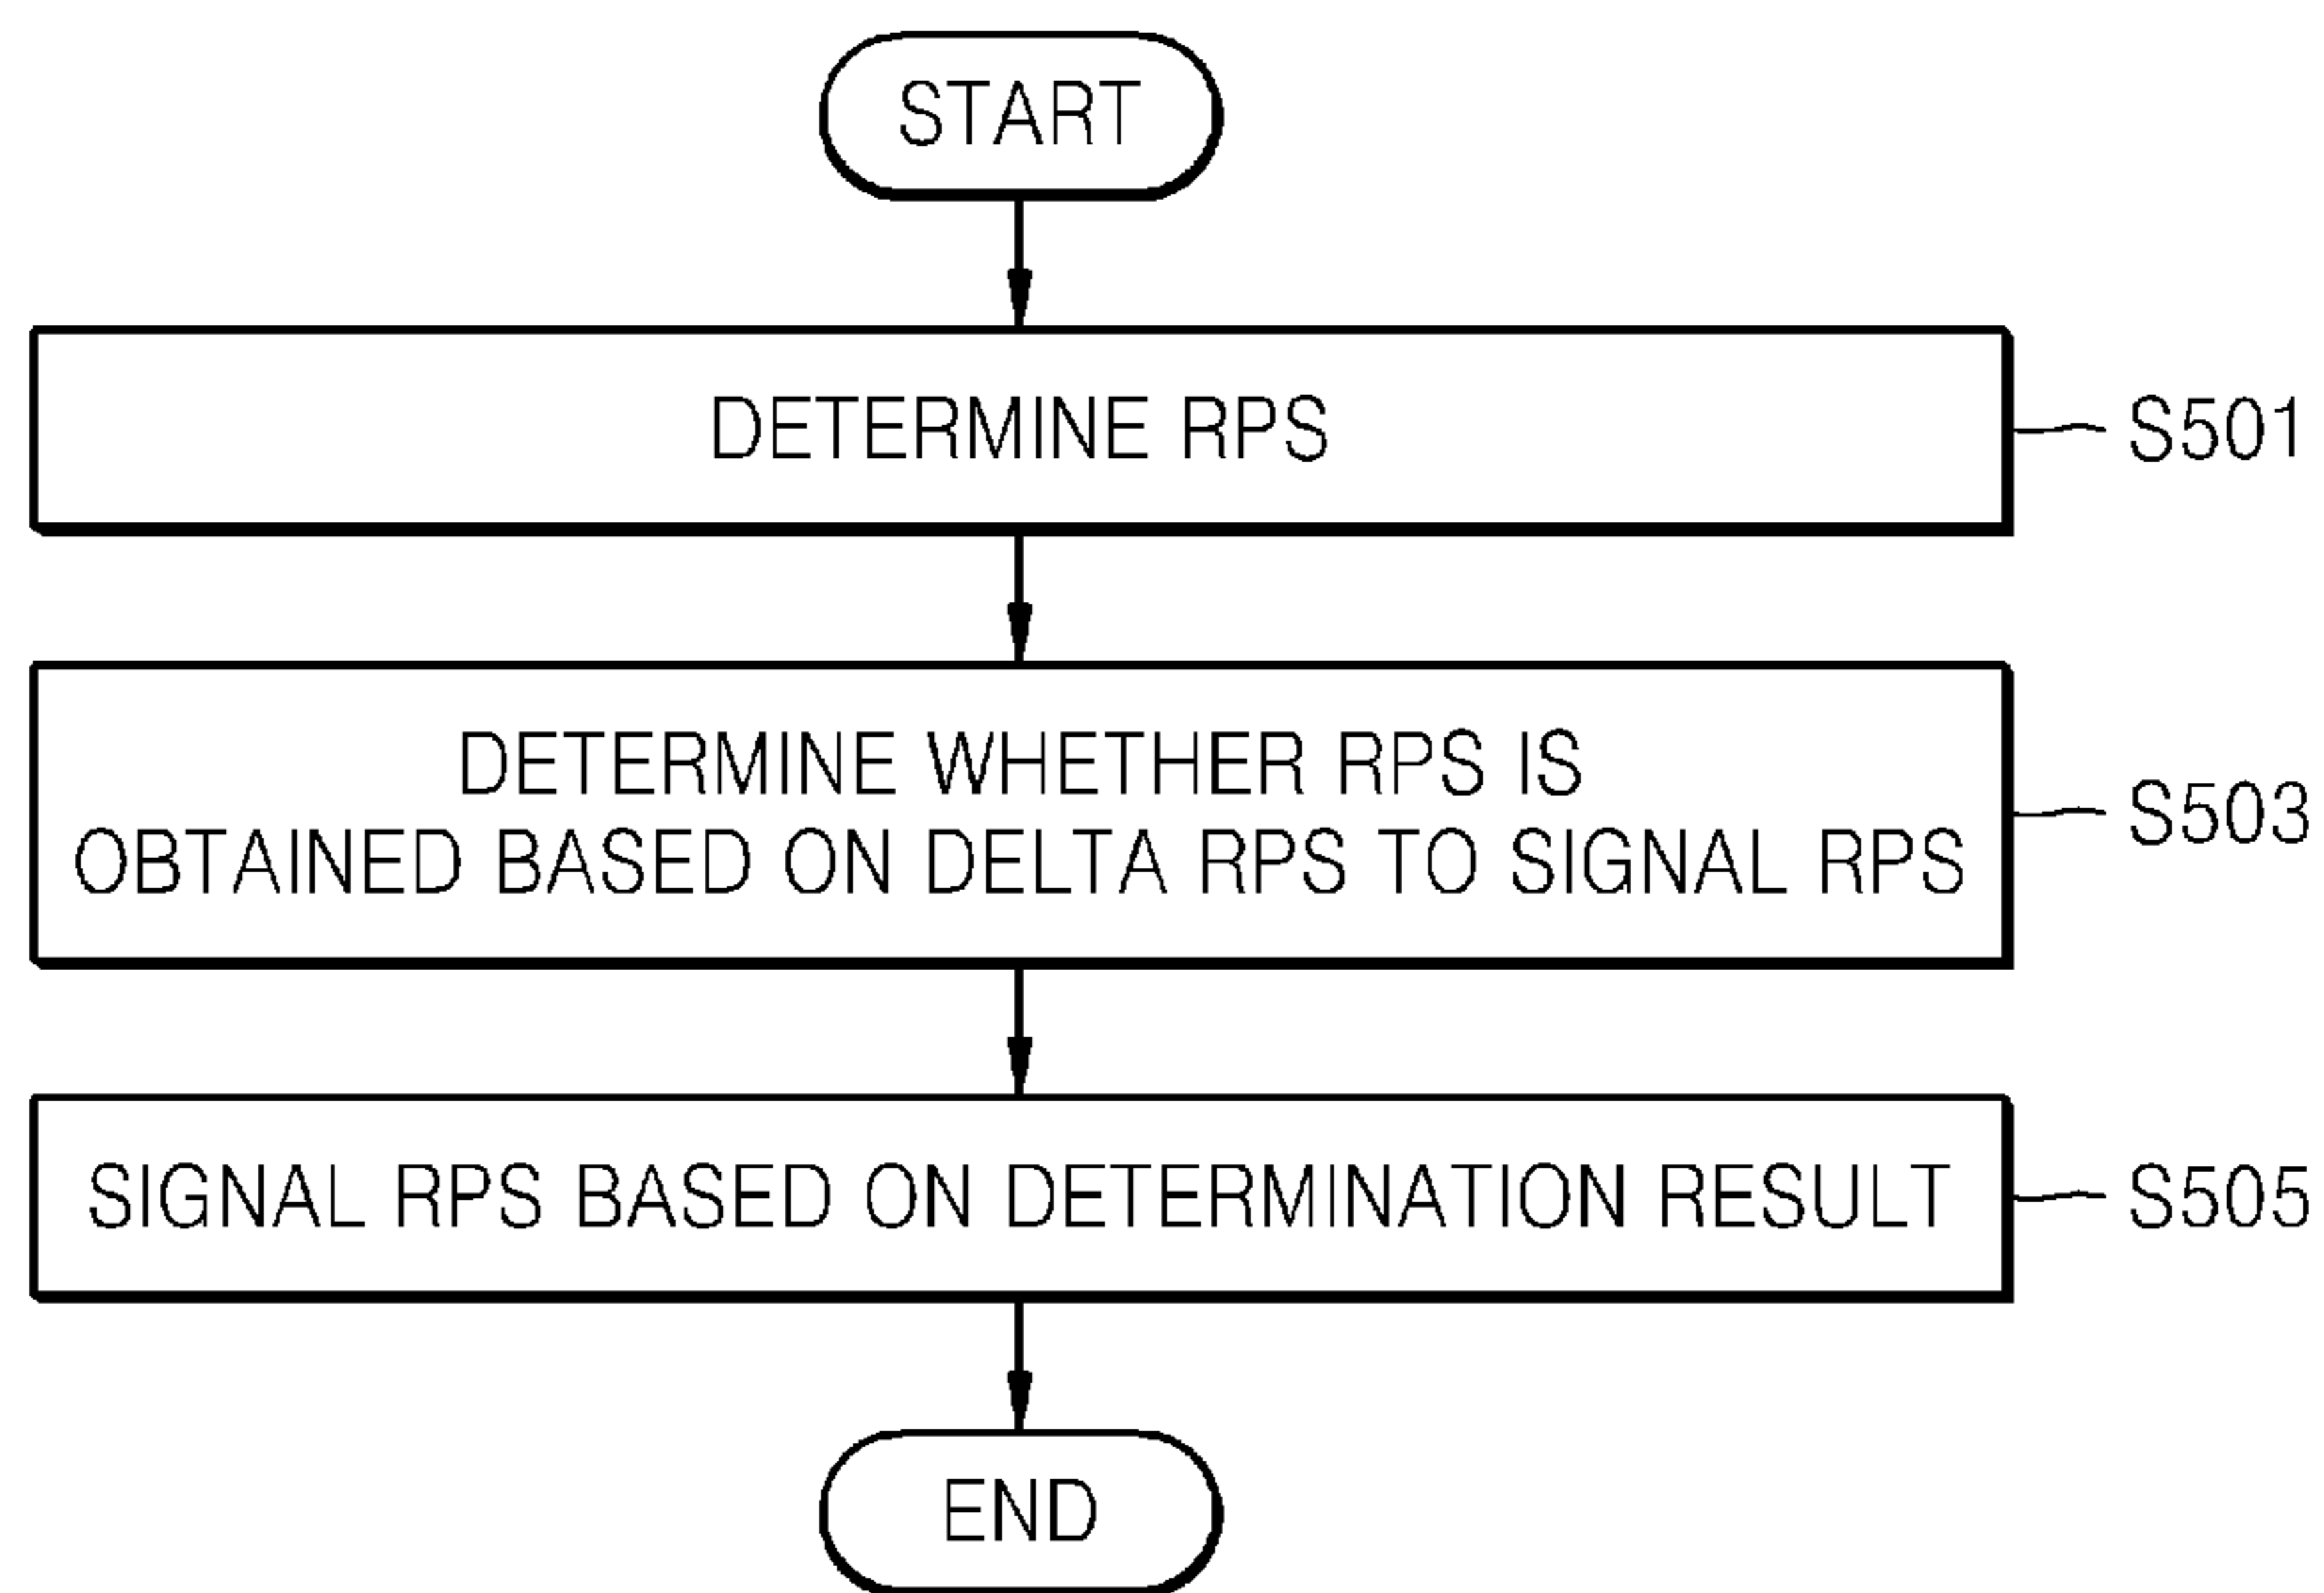 START
DETERMINE RPS
S501
DETERMINE WHETHER RPS IS
OBTAINED BASED ON DELTA RPS TO SIGNAL RPS
S503
SIGNAL RPS BASED ON DETERMINATION RESULT
S505
END